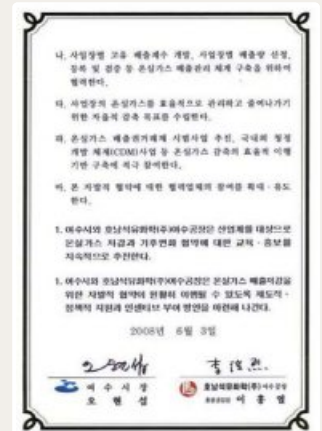 나. 사업장별 고유 배출계수 개발, 사업장별 배출량 산정,
등록 및 검증 등 온실가스 배출관리 체계 구축을 위하여
협력한다.
다. 사업장의 온실가스를 효율적으로 관리하고 줄여나가기
위한 자율적 감축 목표를 수립한다.
라. 온실가스 배출권거래제 시범사업 추진, 국내외 청정
개발 체제(CDM)사업 등 온실가스 감축의 효율적 이행
기반 구축에 적극 참여한다.
마. 본 자발적 협약에 대한 협력업체의 참여를 확대·유도
한다.
1. 여수시와 호남석유화학(주)여수공장은 산업계를 대상으로
온실가스 저감과 기후변화 협약에 대한 교육·홍보를
지속적으로 추진한다.
1. 여수시와 호남석유화학(주)여수공장은 온실가스 배출저감을
위한 자발적 협약이 원활히 이행될 수 있도록 제도적·
정책적 지원과 인센티브 부여 방안을 마련해 나간다.
2008년 6월 3일
여수시장
오현섭
호남석유화학(주)여수공장
이홍열